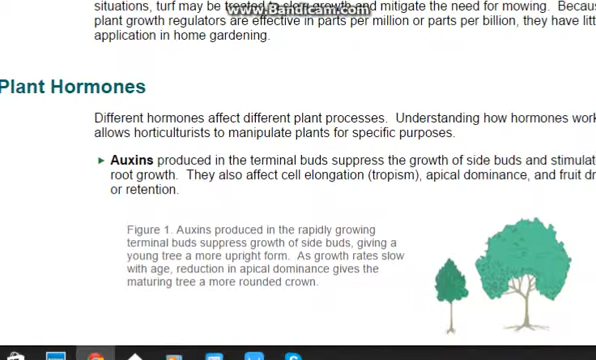 situations, turf may be treated to slow growth and mitigate the need for mowing. Becaus
www.Bandicam.com
plant growth regulators are effective in parts per million or parts per billion, they have litt
application in home gardening.
Plant Hormones
Different hormones affect different plant processes. Understanding how hormones work
allows horticulturists to manipulate plants for specific purposes.
Auxins produced in the terminal buds suppress the growth of side buds and stimulat
root growth. They also affect cell elongation (tropism), apical dominance, and fruit dr
or retention.
Figure 1. Auxins produced in the rapidly growing
terminal buds suppress growth of side buds, giving a
young tree a more upright form. As growth rates slow
with age, reduction in apical dominance gives the
maturing tree a more rounded crown.